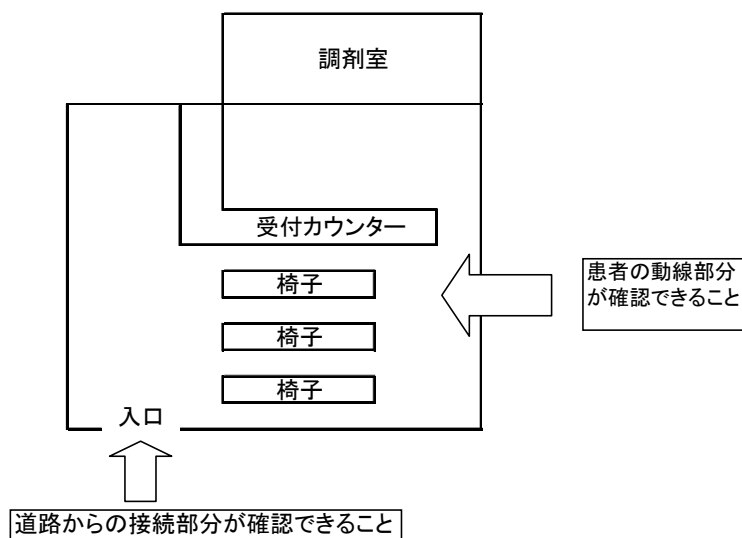 調剤室
受付カウンター
椅子
患者の動線部分
が確認できること
椅子
椅子
入口
道路からの接続部分が確認できること